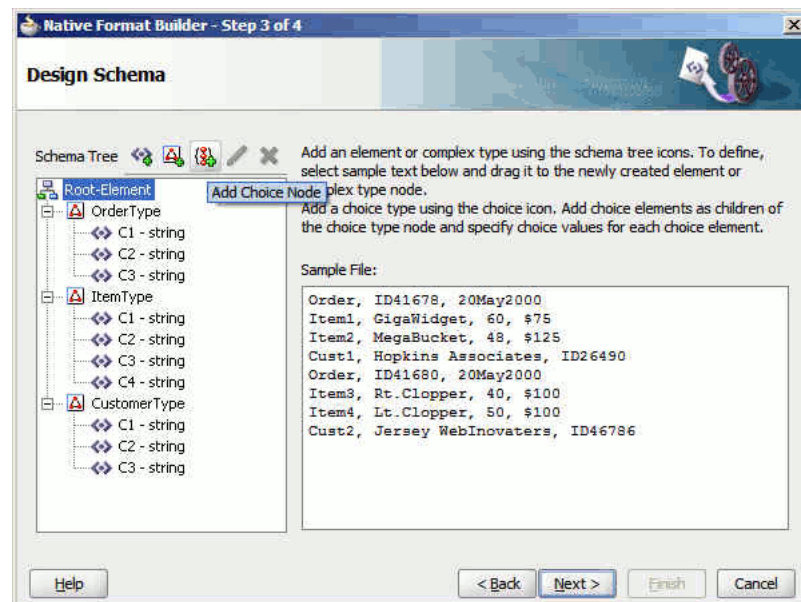 Native Format Builder - Step 3 of 4
Design Schema
Schema Tree
Root-Element
Add Choice Node
OrderType
C1 - string
C2 - string
C3 - string
ItemType
C1 - string
C2 - string
C3 - string
C4 - string
CustomerType
C1 - string
C2 - string
C3 - string
Add an element or complex type using the schema tree icons. To define,
select sample text below and drag it to the newly created element or
plex type node.
Add a choice type using the choice icon. Add choice elements as children of
the choice type node and specify choice values for each choice element.
Sample File:
Order, ID41678, 20May2000
Item1, GigaWidget, 60, $75
Item2, MegaBucket, 48, $125
Cust1, Hopkins Associates, ID26490
Order, ID41680, 20May2000
Item3, Rt.Clopper, 40, $100
Item4, Lt.Clopper, 50, $100
Cust2, Jersey WebInovaters, ID46786
Help
< Back
Next >
Finish
Cancel